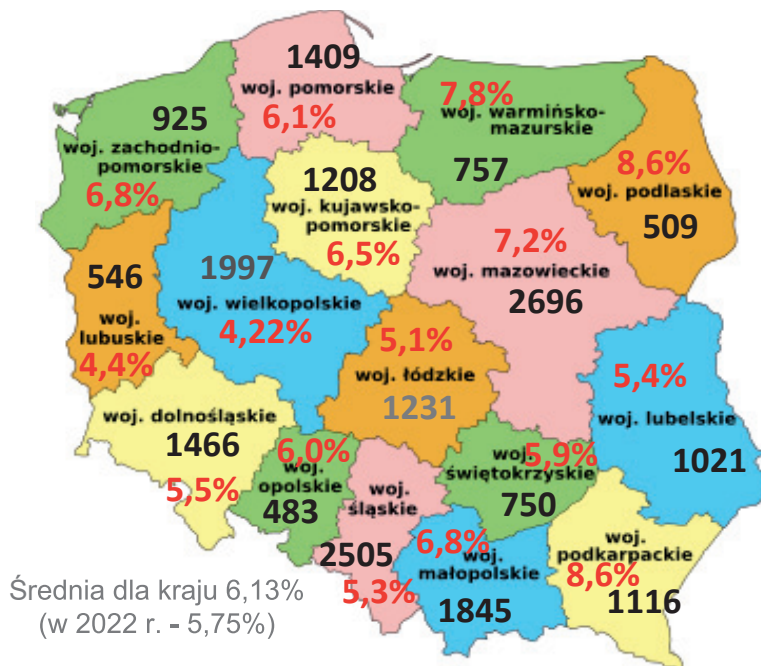 1409
woj. pomorskie
6,1%
7,8%
woj. warmińsko-
mazurskie
757
925
woj. zachodnio-
pomorskie
6,8%
8,6%
woj. podlaskie
509
1208
woj. kujawsko-
pomorskie
6,5%
7,2%
woj. mazowieckie
2696
546
woj.
lubuskie
4,4%
1997
woj. wielkopolskie
4,22%
5,1%
woj. łódzkie
1231
5,4%
woj. lubelskie
1021
woj. dolnośląskie
1466
5,5%
6,0%
woj.
opolskie
483
woj.
śląskie
2505
5,3%
5,9%
woj.
świętokrzyskie
750
6,8%
woj.
małopolskie
1845
woj.
podkarpackie
8,6%
1116
Średnia dla kraju 6,13%
(w 2022 r. - 5,75%)